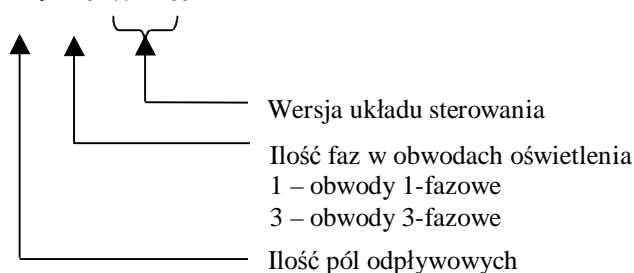 Wersja układu sterowania
Ilość faz w obwodach oświetlenia
1 – obwody 1-fazowe
3 – obwody 3-fazowe
Ilość pól odpływowych